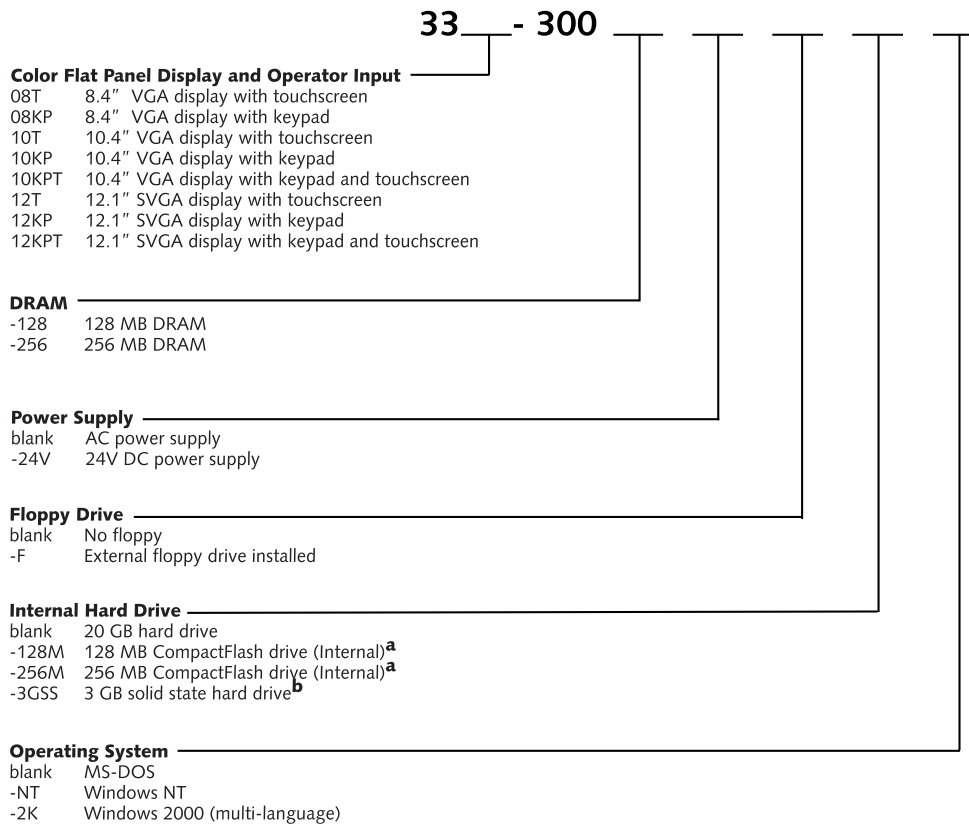 33____- 300 ____ ____ ____ ____ ____
Color Flat Panel Display and Operator Input
08T 8.4" VGA display with touchscreen
08KP 8.4" VGA display with keypad
10T 10.4" VGA display with touchscreen
10KP 10.4" VGA display with keypad
10KPT 10.4" VGA display with keypad and touchscreen
12T 12.1" SVGA display with touchscreen
12KP 12.1" SVGA display with keypad
12KPT 12.1" SVGA display with keypad and touchscreen
DRAM
-128 128 MB DRAM
-256 256 MB DRAM
Power Supply
blank AC power supply
-24V 24V DC power supply
Floppy Drive
blank No floppy
-F External floppy drive installed
Internal Hard Drive
blank 20 GB hard drive
-128M 128 MB CompactFlash drive (Internal)a
-256M 256 MB CompactFlash drive (Internal)a
-3GSS 3 GB solid state hard driveb
Operating System
blank MS-DOS
-NT Windows NT
-2K Windows 2000 (multi-language)